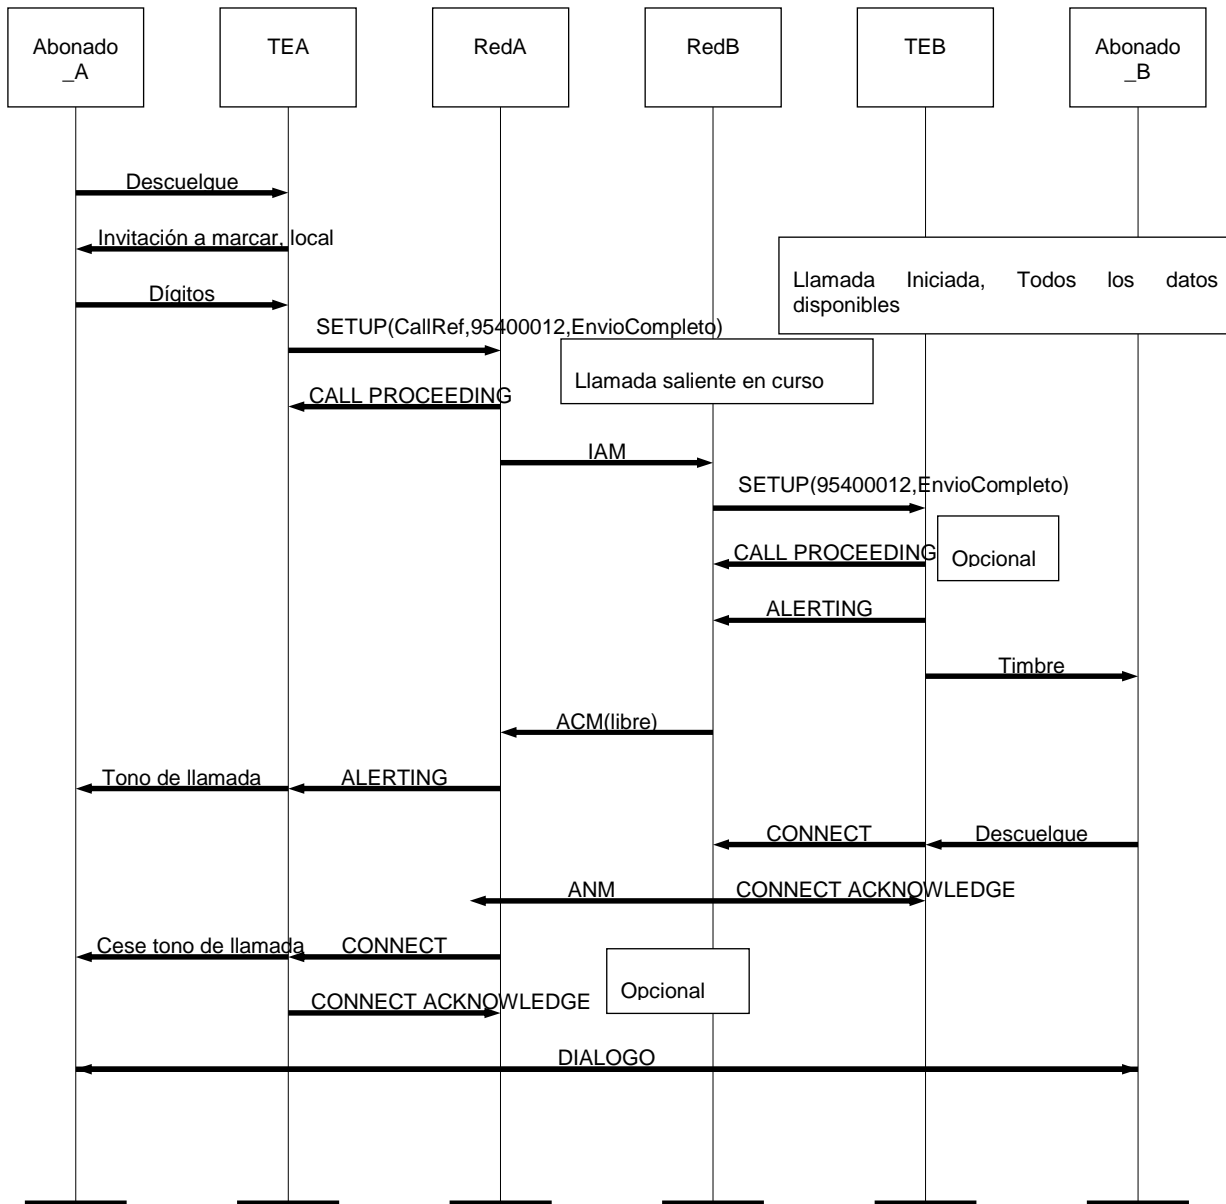 Abonado
_A
TEA
RedA
RedB
TEB
Abonado
_B
Descuelgue
Invitación a marcar, local
Dígitos
Llamada Iniciada, Todos los datos
disponibles
SETUP(CallRef,95400012,EnvioCompleto)
Llamada saliente en curso
CALL PROCEEDING
IAM
SETUP(95400012,EnvioCompleto)
CALL PROCEEDING
Opcional
ALERTING
Timbre
ACM(libre)
Tono de llamada
ALERTING
CONNECT
Descuelgue
ANM
CONNECT ACKNOWLEDGE
Cese tono de llamada
CONNECT
Opcional
CONNECT ACKNOWLEDGE
DIALOGO